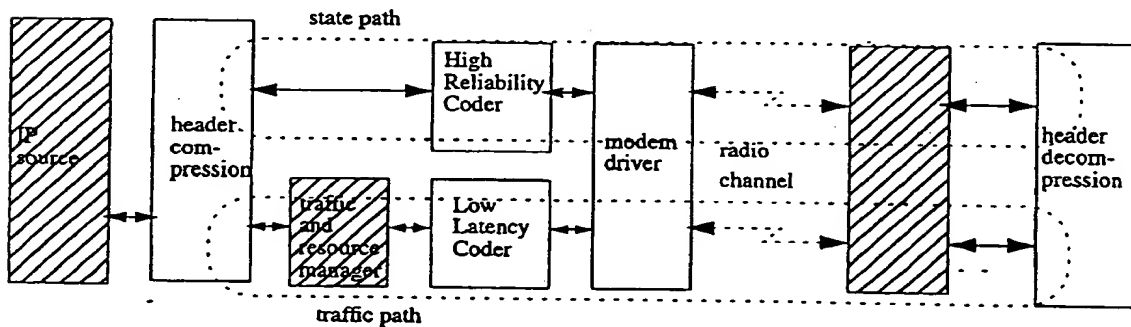 state path
IP
source
header
com-
pression
High
Reliability
Coder
traffic
and
resource
manager
Low
Latency
Coder
modem
driver
radio
channel
header
decom-
pression
traffic path